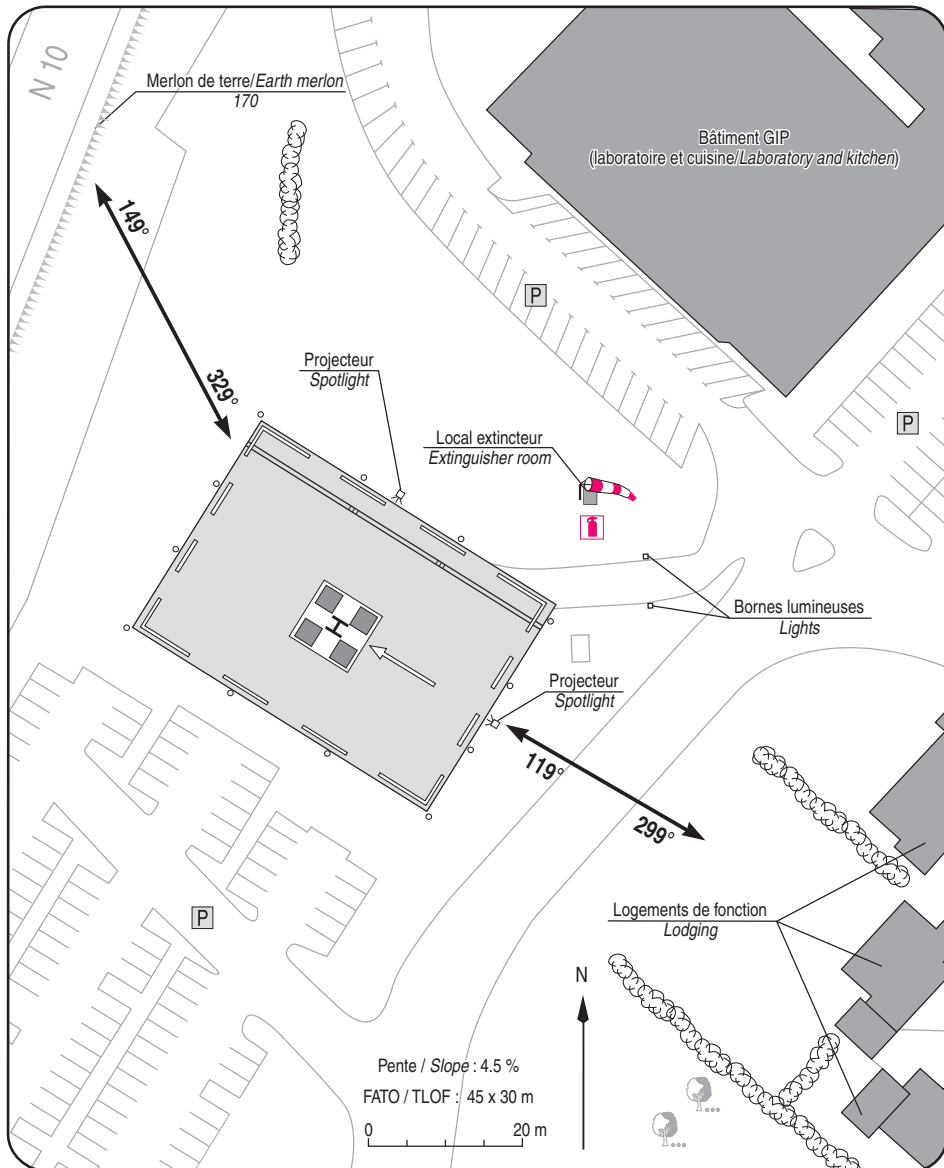 N 10
Merlon de terre/Earth merlon
170
Bâtiment GIP
(laboratoire et cuisine/Laboratory and kitchen)
149°
P
329°
Projecteur
Spotlight
P
Local extincteur
Extinguisher room
Bornes lumineuses
Lights
H
Projecteur
Spotlight
119°
299°
P
Logements de fonction
Lodging
N
Pente / Slope : 4.5 %
FATO / TLOF : 45 x 30 m
0 20 m